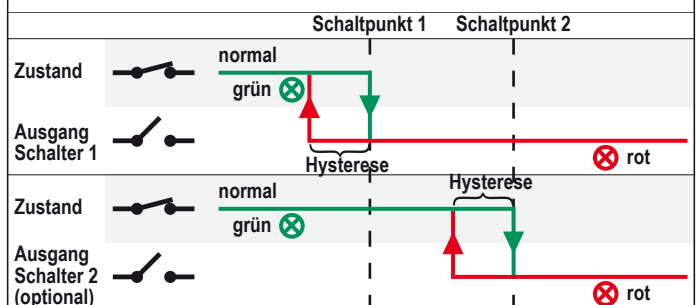 Schaltpunkt 1 Schaltpunkt 2
normal
Zustand
grün
Ausgang
Schalter 1
Hysterese
rot
Hysterese
normal
Zustand
grün
Ausgang
Schalter 2
(optional)
rot